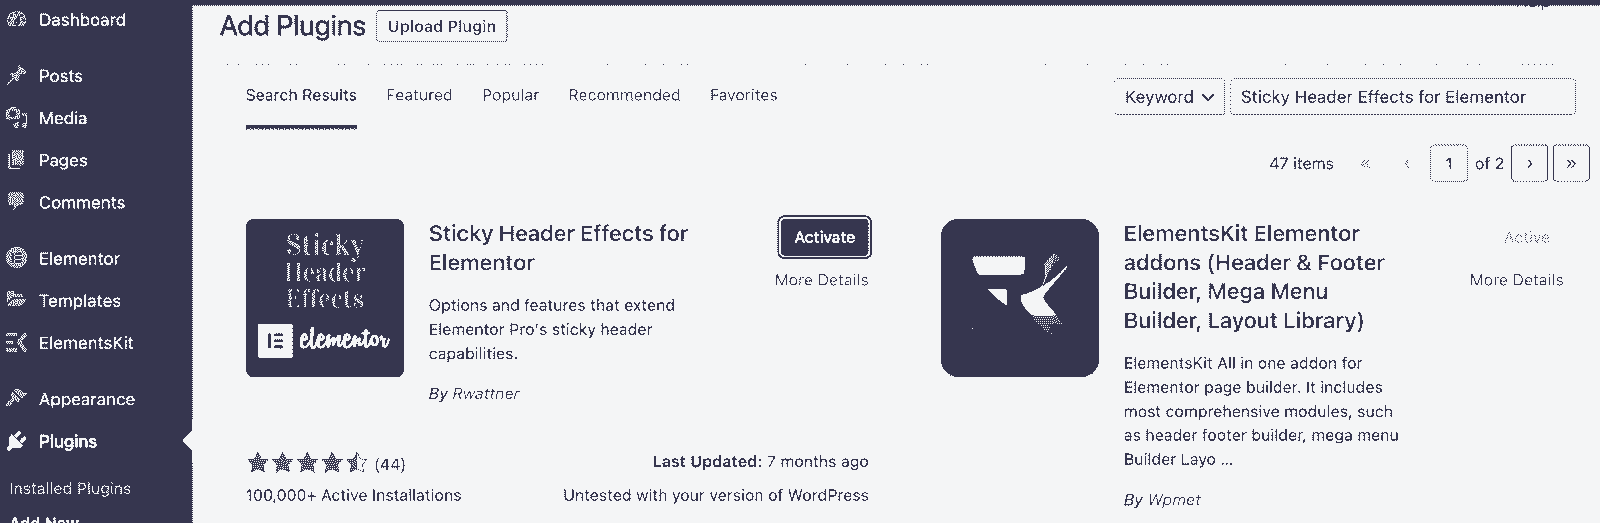 Dashboard
Posts
Media
Pages
Comments
Elementor
Templates
ElementsKit
Appearance
Plugins
Installed Plugins
Add New
Add Plugins
Upload Plugin
Search Results
Featured
Popular
Recommended
Favorites
Keyword
Sticky Header Effects for Elementor
47 items « ‹ 1 of 2 › »
Sticky
Header
Effects
elementor
Sticky Header Effects for
Elementor
Activate
More Details
Options and features that extend
Elementor Pro's sticky header
capabilities.
By Rwattner
(44)
100,000+ Active Installations
Last Updated: 7 months ago
Untested with your version of WordPress
ElementsKit Elementor
addons (Header & Footer
Builder, Mega Menu
Builder, Layout Library)
Active
More Details
ElementsKit All in one addon for
Elementor page builder. It includes
most comprehensive modules, such
as header footer builder, mega menu
Builder Layo ...
By Wpmet